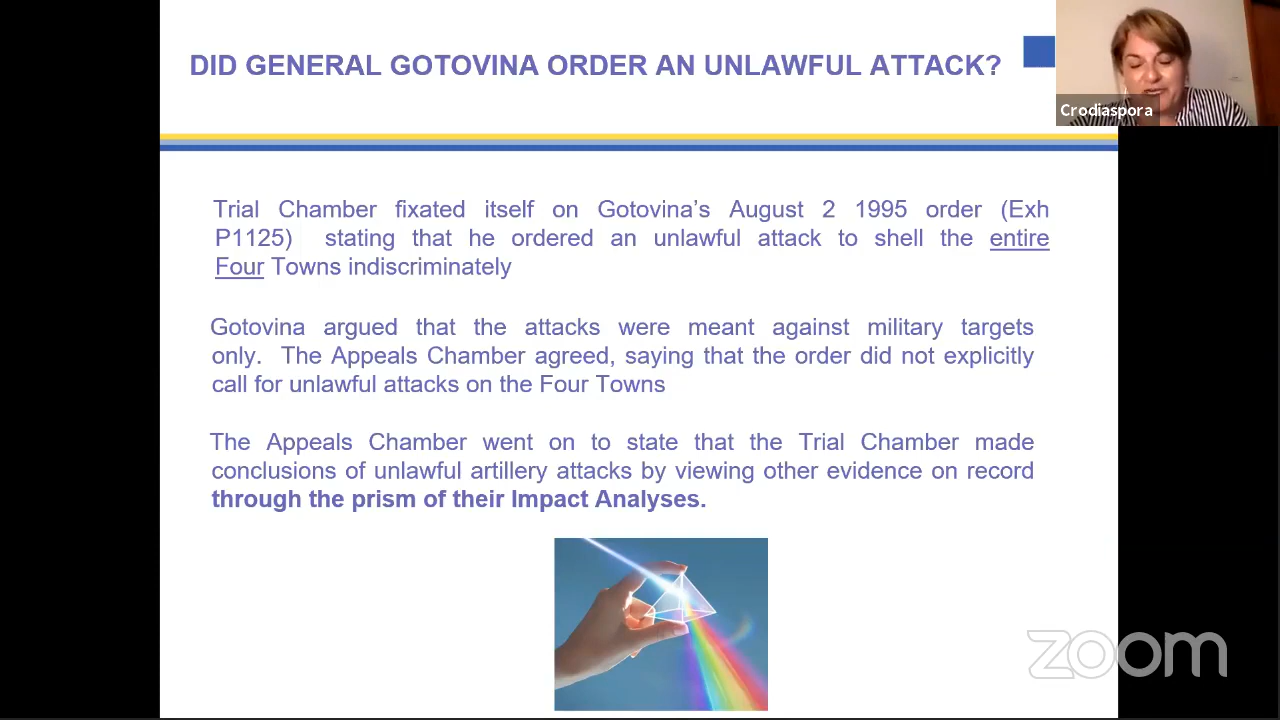 DID GENERAL GOTOVINA ORDER AN UNLAWFUL ATTACK?
Crodiaspora
Trial Chamber fixated itself on Gotovina's August 2 1995 order (Exh
P1125) stating that he ordered an unlawful attack to shell the entire
Four Towns indiscriminately
Gotovina argued that the attacks were meant against military targets
only. The Appeals Chamber agreed, saying that the order did not explicitly
call for unlawful attacks on the Four Towns
The Appeals Chamber went on to state that the Trial Chamber made
conclusions of unlawful artillery attacks by viewing other evidence on record
through the prism of their Impact Analyses.
zoom